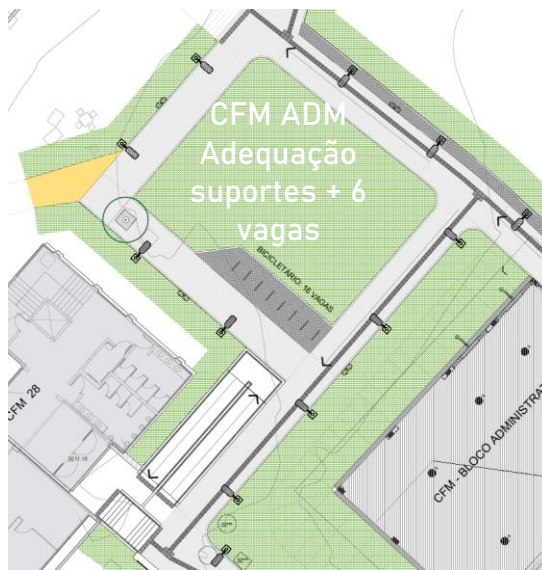 CFM ADM
Adequação
suportes + 6
vagas
BICICLETÁRIO: 16 VAGAS
CFM 28
CFM - BLOCO ADMINISTRAT